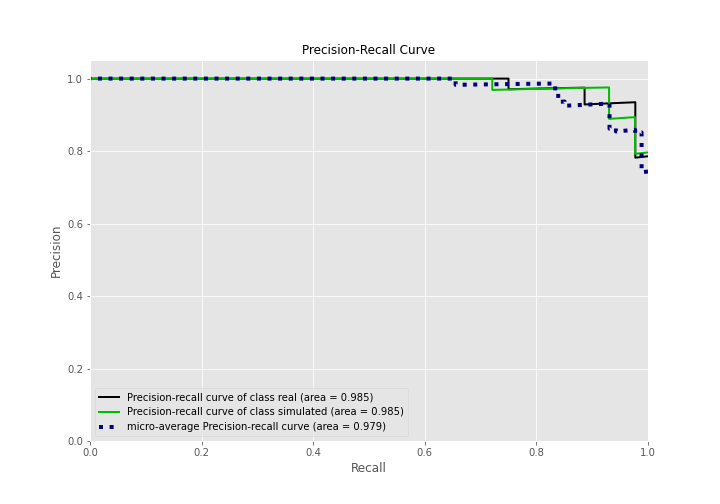 Precision-Recall Curve
1.0
0.8
0.6
0.4
0.2
0.0
Precision
Precision-recall curve of class real (area = 0.985)
Precision-recall curve of class simulated (area = 0.985)
micro-average Precision-recall curve (area = 0.979)
0.0 0.2 0.4 0.6 0.8 1.0
Recall